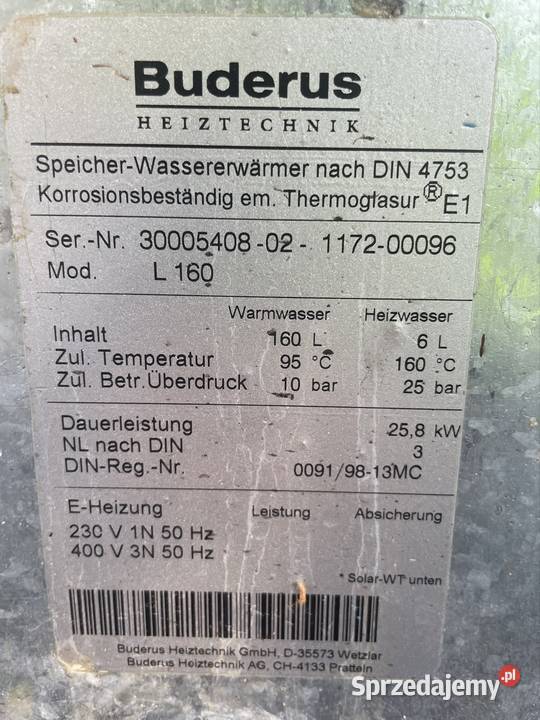 Buderus
HEIZTECHNIK
Speicher-Wassererwärmer nach DIN 4753
Korrosionsbeständig em. Thermoglasur ® E1
Ser.-Nr. 30005408-02- 1172-00096
Mod. L 160
Warmwasser Heizwasser
Inhalt 160 L 6 L
Zul. Temperatur 95 °C 160 °C
Zul. Betr.Überdruck 10 bar 25 bar
Dauerleistung 25,8 kW
NL nach DIN 3
DIN-Reg.-Nr. 0091/98-13MC
E-Heizung Leistung Absicherung
230 V 1N 50 Hz
400 V 3N 50 Hz
* Solar-WT unten
Buderus Heiztechnik GmbH, D-35573 Wetzlar
Buderus Heiztechnik AG, CH-4133 Pratteln
Sprzedajemy.pl